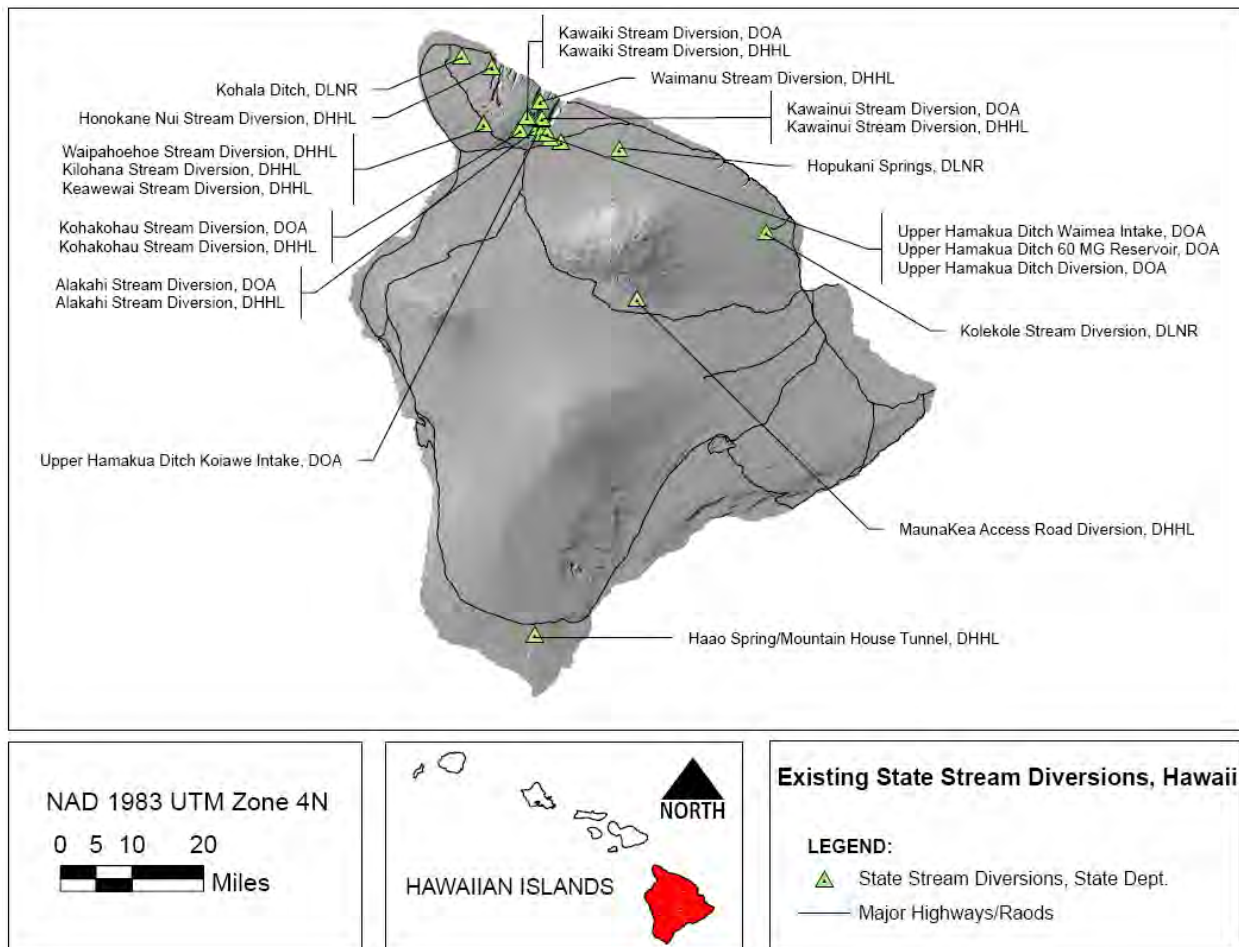 Kawaiki Stream Diversion, DOA
Kawaiki Stream Diversion, DHHL
Waimanu Stream Diversion, DHHL
Kohala Ditch, DLNR
Kawainui Stream Diversion, DOA
Honokane Nui Stream Diversion, DHHL
Kawainui Stream Diversion, DHHL
Waipahoehoe Stream Diversion, DHHL
Kilohana Stream Diversion, DHHL
Keawewai Stream Diversion, DHHL
Hopukani Springs, DLNR
Kohakohau Stream Diversion, DOA
Kohakohau Stream Diversion, DHHL
Upper Hamakua Ditch Waimea Intake, DOA
Upper Hamakua Ditch 60 MG Reservoir, DOA
Upper Hamakua Ditch Diversion, DOA
Alakahi Stream Diversion, DOA
Alakahi Stream Diversion, DHHL
Kolekole Stream Diversion, DLNR
Upper Hamakua Ditch Koiawe Intake, DOA
MaunaKea Access Road Diversion, DHHL
Haao Spring/Mountain House Tunnel, DHHL
NAD 1983 UTM Zone 4N
0 5 10 20
Miles
NORTH
HAWAIIAN ISLANDS
Existing State Stream Diversions, Hawaii
LEGEND:
State Stream Diversions, State Dept.
Major Highways/Raods